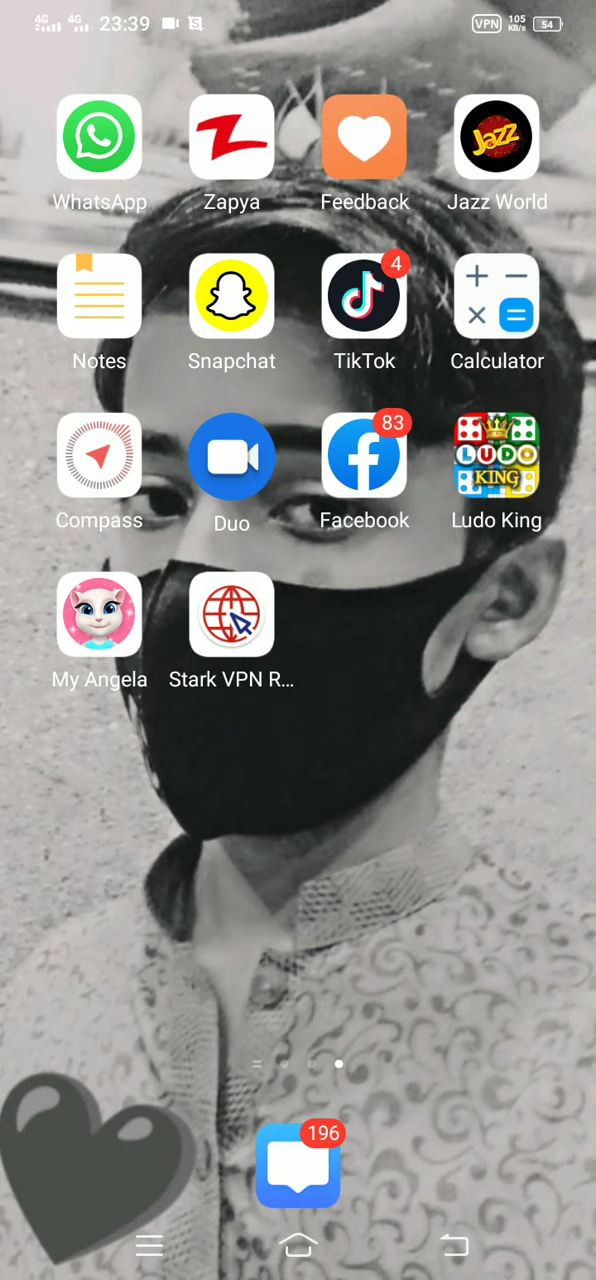 4G 4G 23:39 VPN 105 KB/s 54
Jazz
WhatsApp Zapya Feedback Jazz World
4
Notes Snapchat TikTok Calculator
83
LUDO
KING
Compass Duo Facebook Ludo King
My Angela Stark VPN R...
196